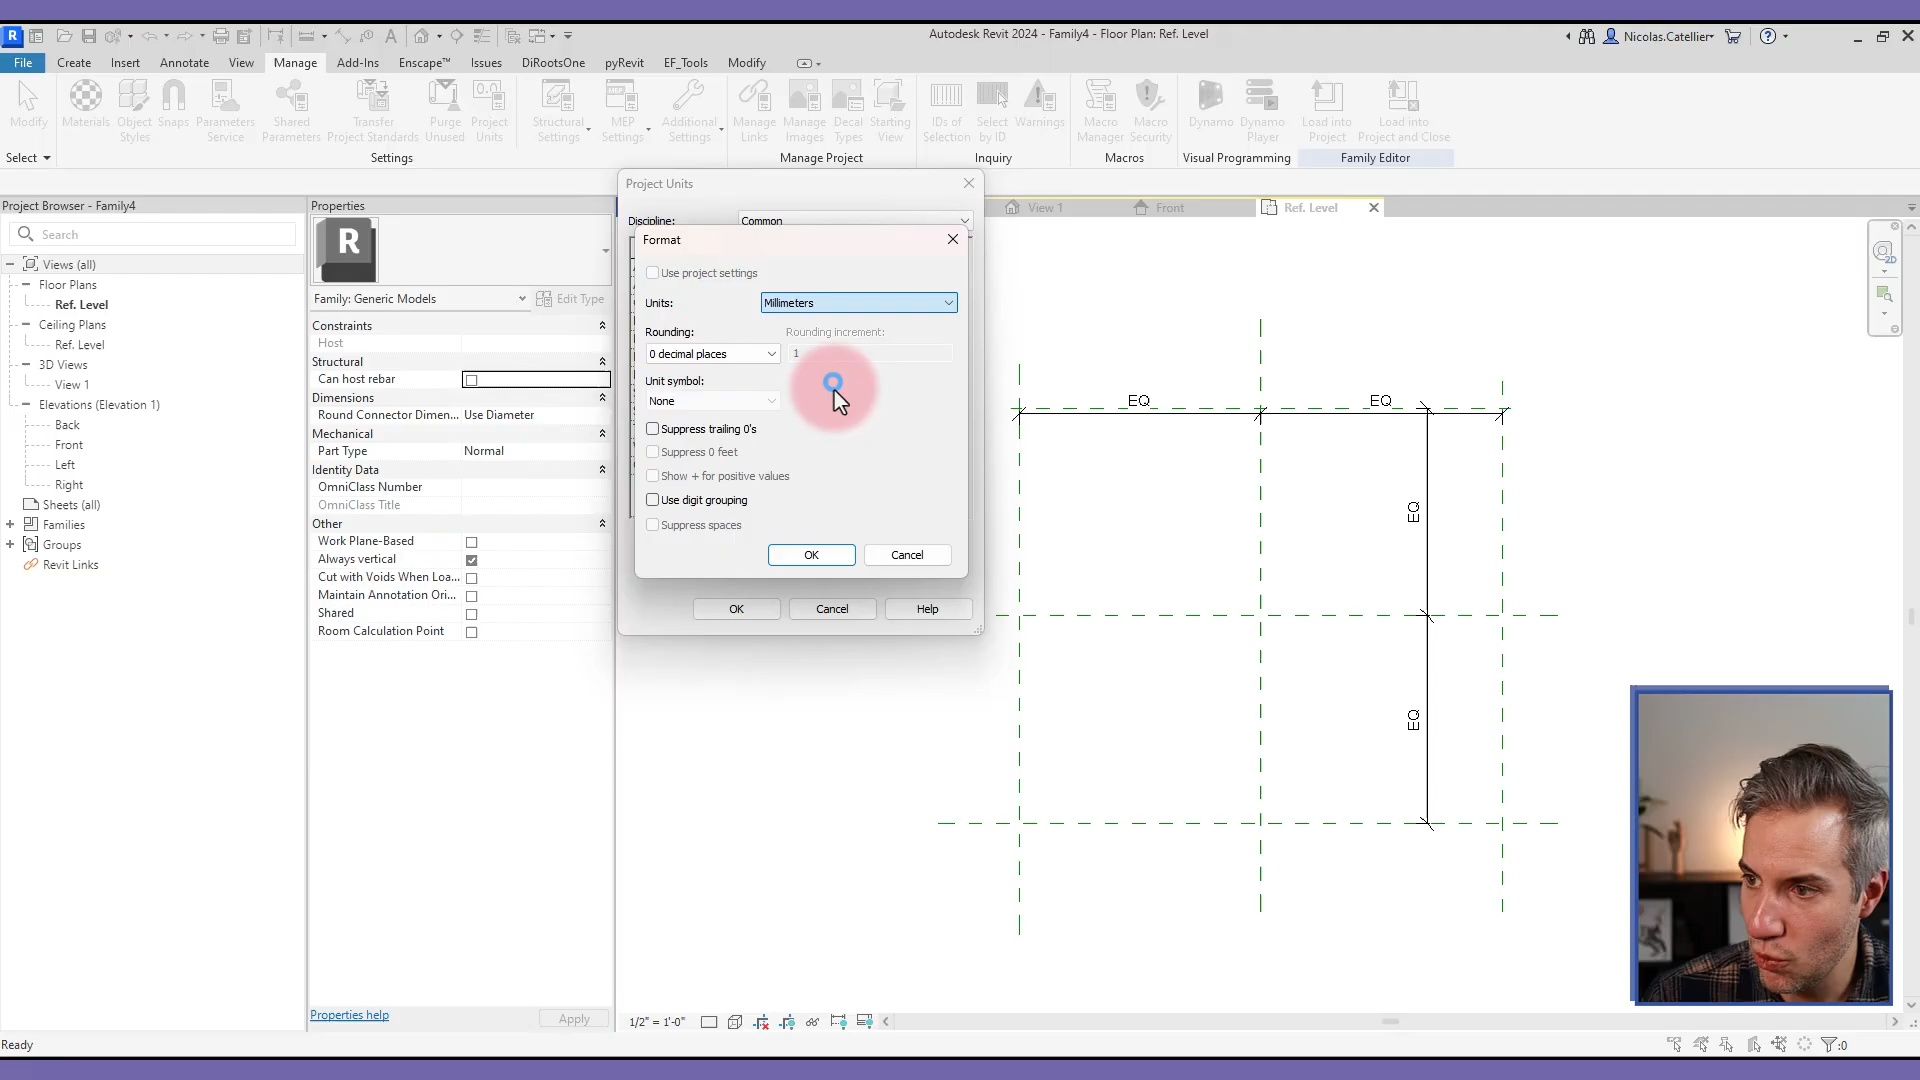 R
Autodesk Revit 2024 - Family4 - Floor Plan: Ref. Level
Nicolas.Catellier
File Create Insert Annotate View Manage Add-Ins Enscape™ Issues DiRootsOne pyRevit EF_Tools Modify
Modify
Materials
Object Styles
Snaps
Parameters Service
Shared Parameters
Transfer Project Standards
Purge Unused
Project Units
Structural Settings
MEP Settings
Additional Settings
Manage Links
Manage Images
Decal Types
Starting View
IDs of Selection
Select by ID
Warnings
Macro Manager
Macro Security
Dynamo
Dynamo Player
Load into Project
Load into Project and Close
Select
Settings
Manage Project
Inquiry
Macros
Visual Programming
Family Editor
Project Browser - Family4
Search
Views (all)
Floor Plans
Ref. Level
Ceiling Plans
Ref. Level
3D Views
View 1
Elevations (Elevation 1)
Back
Front
Left
Right
Sheets (all)
Families
Groups
Revit Links
Properties
R
Family: Generic Models
Edit Type
Constraints
Host
Structural
Can host rebar
Dimensions
Round Connector Dimen... Use Diameter
Mechanical
Part Type Normal
Identity Data
OmniClass Number
OmniClass Title
Other
Work Plane-Based
Always vertical
Cut with Voids When Loa...
Maintain Annotation Ori...
Shared
Room Calculation Point
Properties help
Apply
Project Units
Discipline: Common
Format
Use project settings
Units: Millimeters
Rounding: Rounding increment:
0 decimal places 1
Unit symbol:
None
Suppress trailing 0's
Suppress 0 feet
Show + for positive values
Use digit grouping
Suppress spaces
OK Cancel
OK Cancel Help
View 1
Front
Ref. Level
2D
EQ EQ
EQ
EQ
1/2" = 1'-0"
Ready
:0